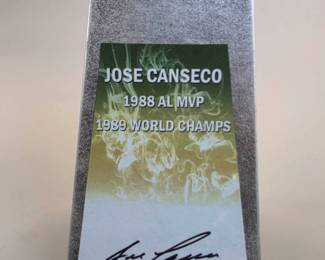 JOSE CANSECO
1988 AL MVP
1989 WORLD CHAMPS